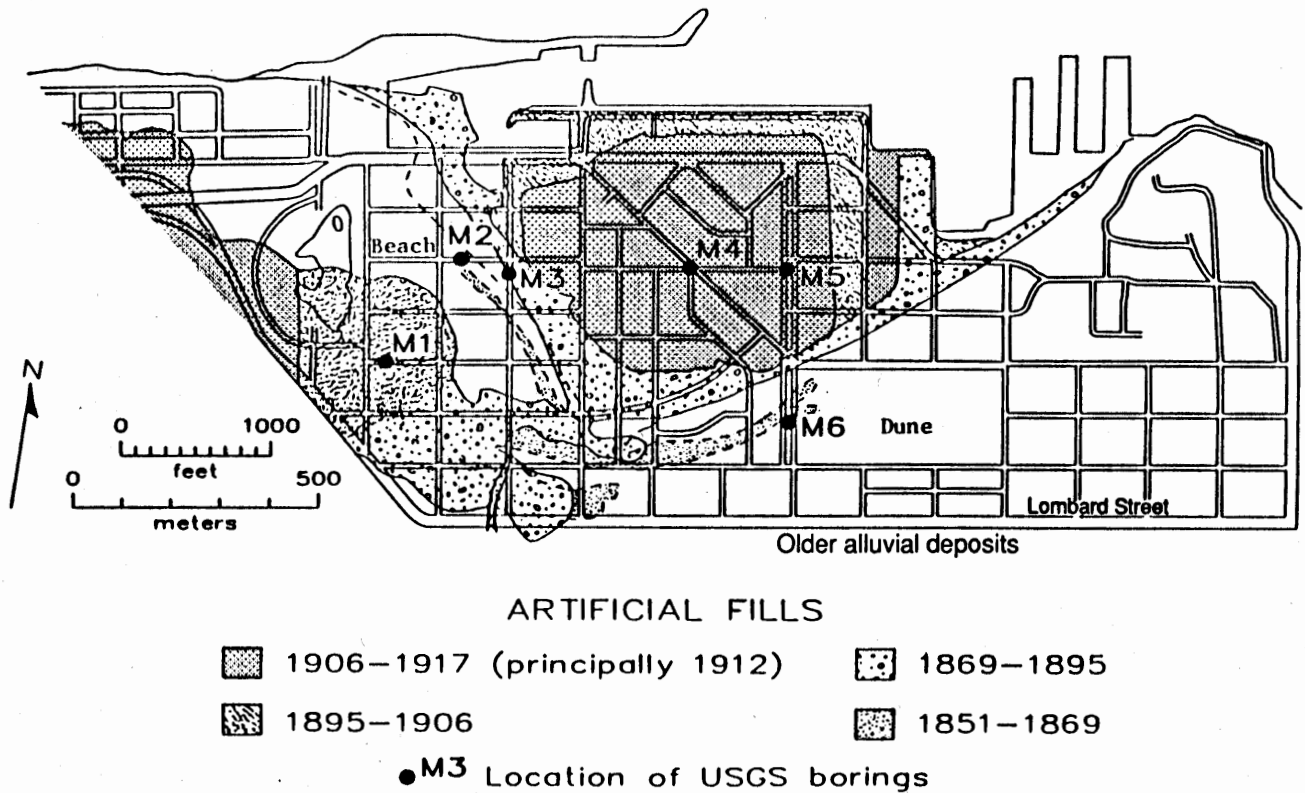 Beach M2
M3
M4
M5
M1
N
0 1000
feet
0 500
meters
M6 Dune
Lombard Street
Older alluvial deposits
ARTIFICIAL FILLS
1906–1917 (principally 1912)
1869–1895
1895–1906
1851–1869
M3 Location of USGS borings